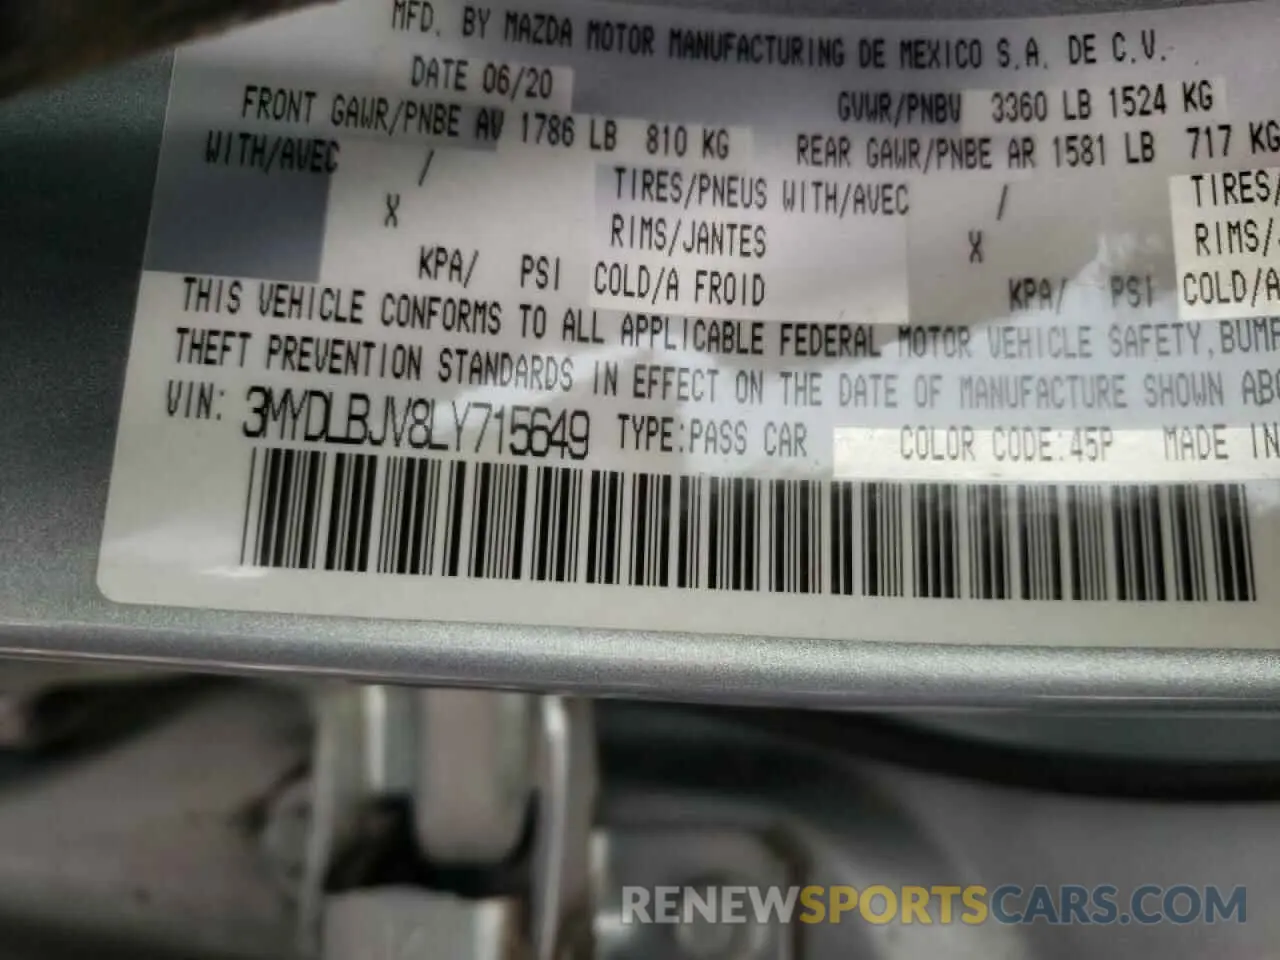 MFD. BY MAZDA MOTOR MANUFACTURING DE MEXICO S.A. DE C.V.
DATE 06/20 GVWR/PNBV 3360 LB 1524 KG
FRONT GAWR/PNBE AV 1786 LB 810 KG REAR GAWR/PNBE AR 1581 LB 717 KG
WITH/AVEC / TIRES/PNEUS WITH/AVEC / TIRES/
X RIMS/JANTES X RIMS/
KPA/ PSI COLD/A FROID KPA/ PSI COLD/A
THIS VEHICLE CONFORMS TO ALL APPLICABLE FEDERAL MOTOR VEHICLE SAFETY,
THEFT PREVENTION STANDARDS IN EFFECT ON THE DATE OF MANUFACTURE SHOWN
VIN: 3MYDLBJV8LY715649 TYPE:PASS CAR COLOR CODE:45P MADE IN
RENEWSPORTSCARS.COM